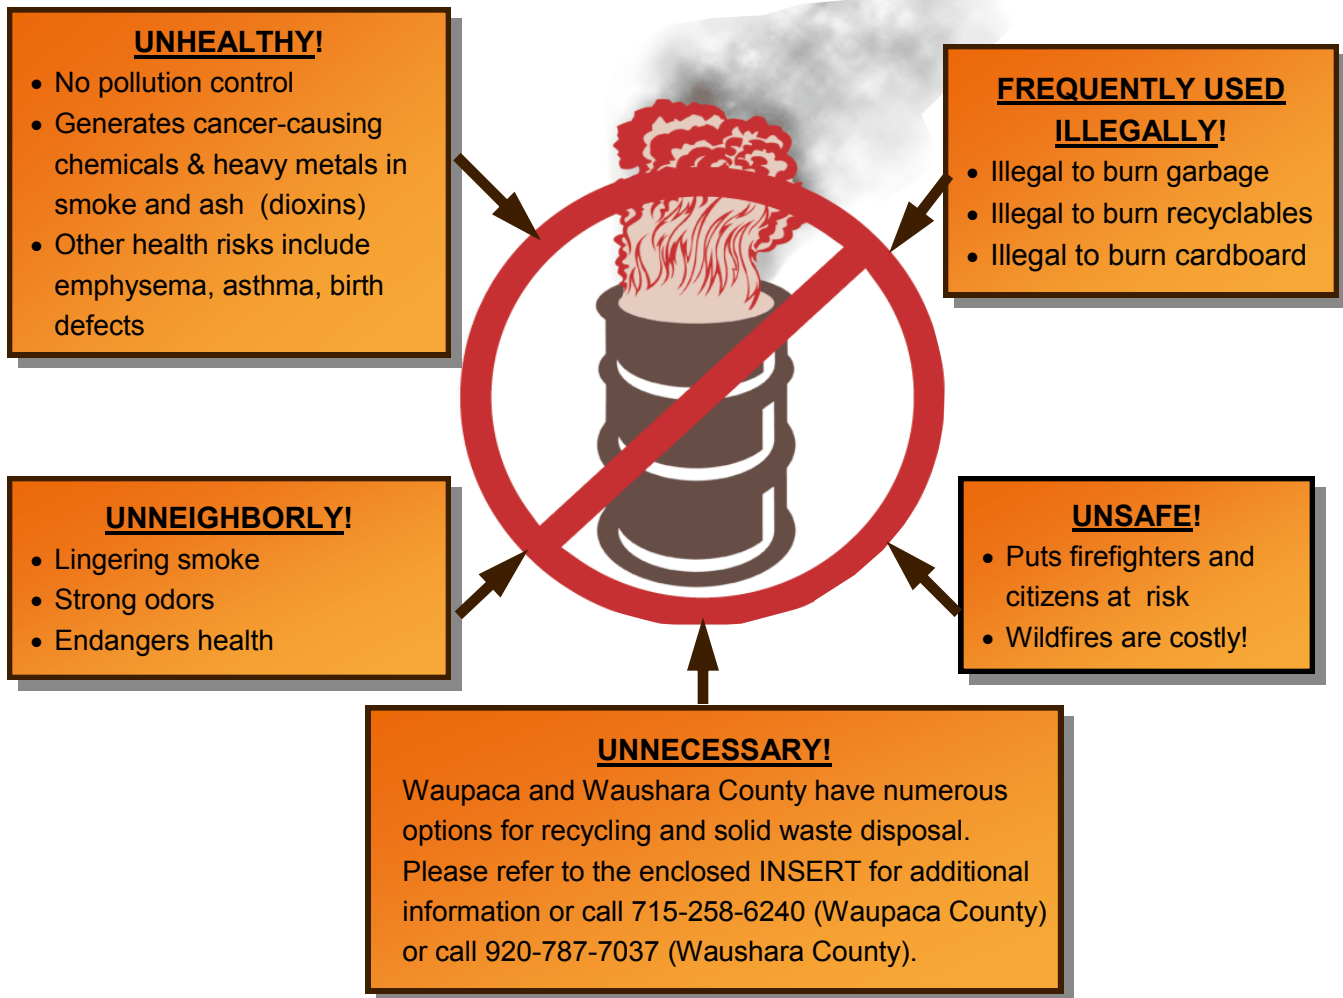 UNHEALTHY!
• No pollution control
• Generates cancer-causing
chemicals & heavy metals in
smoke and ash (dioxins)
• Other health risks include
emphysema, asthma, birth
defects
FREQUENTLY USED
ILLEGALLY!
• Illegal to burn garbage
• Illegal to burn recyclables
• Illegal to burn cardboard
UNNEIGHBORLY!
• Lingering smoke
• Strong odors
• Endangers health
UNSAFE!
• Puts firefighters and
citizens at risk
• Wildfires are costly!
UNNECESSARY!
Waupaca and Waushara County have numerous
options for recycling and solid waste disposal.
Please refer to the enclosed INSERT for additional
information or call 715-258-6240 (Waupaca County)
or call 920-787-7037 (Waushara County).